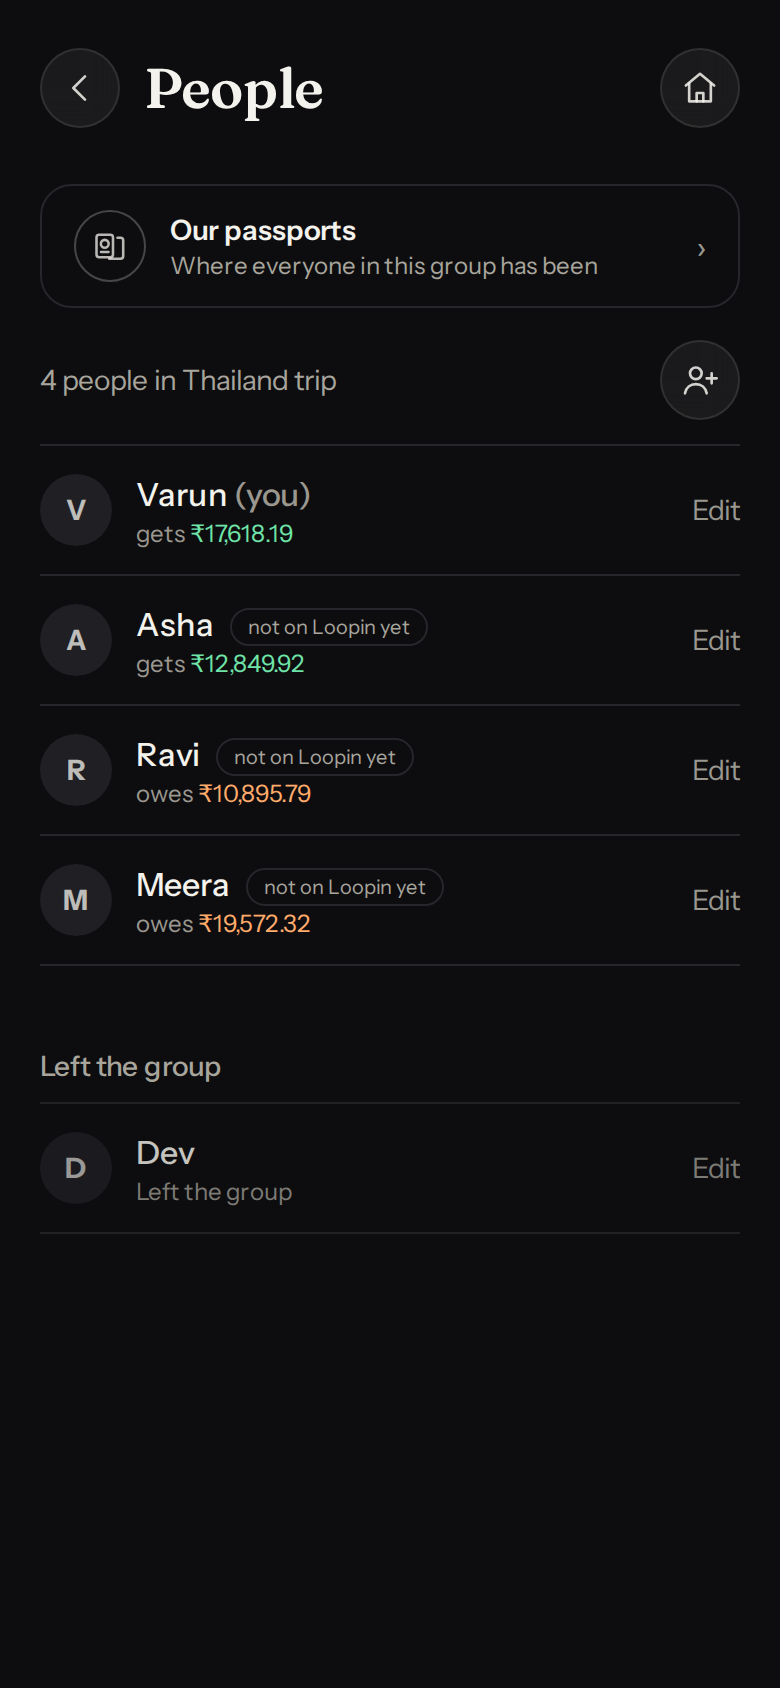 People
Our passports
Where everyone in this group has been
4 people in Thailand trip
V
Varun (you)
gets ₹17,618.19
Edit
A
Asha
not on Loopin yet
gets ₹12,849.92
Edit
R
Ravi
not on Loopin yet
owes ₹10,895.79
Edit
M
Meera
not on Loopin yet
owes ₹19,572.32
Edit
Left the group
D
Dev
Left the group
Edit